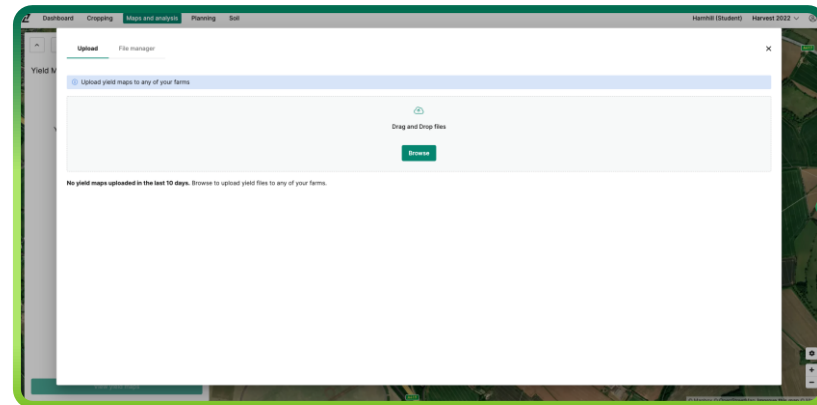 Dashboard Cropping Maps and analysis Planning Soil Harnhill (Student) Harvest 2022
Upload File manager
Yield M
Upload yield maps to any of your farms
Drag and Drop files
Browse
No yield maps uploaded in the last 10 days. Browse to upload yield files to any of your farms.